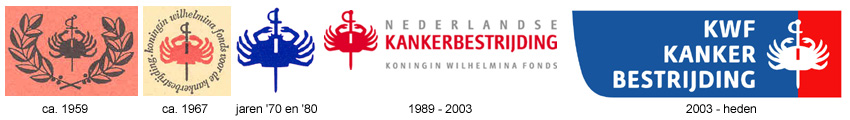 koningin wilhelmina fonds voor de kankerbestrijding.
NEDERLANDSE
KANKERBESTRIJDING
KONINGIN WILHELMINA FONDS
KWF
KANKER
BESTRIJDING
ca. 1959
ca. 1967
jaren '70 en '80
1989 - 2003
2003 - heden